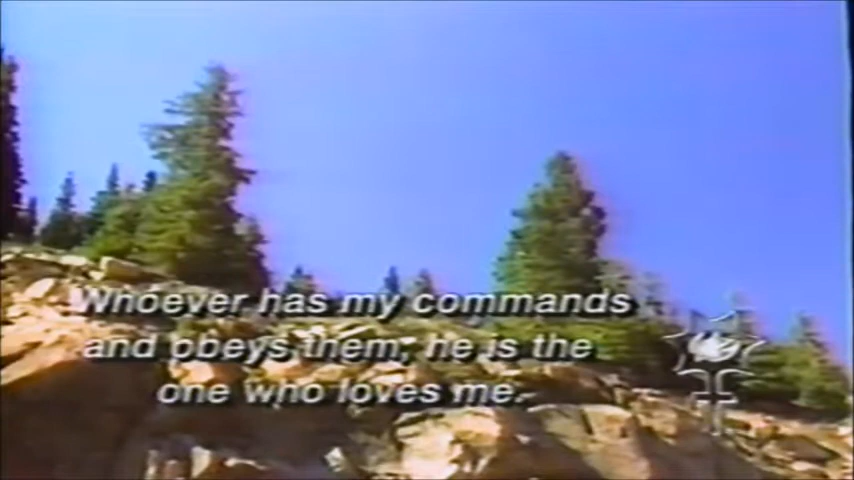 Whoever has my commands
and obeys them, he is the
one who loves me.